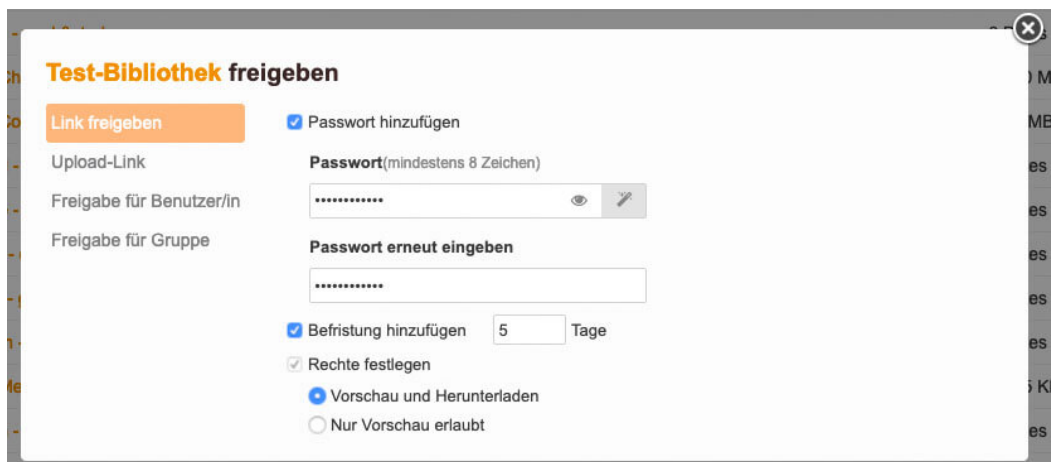 Test-Bibliothek freigeben
Link freigeben
Upload-Link
Freigabe für Benutzer/in
Freigabe für Gruppe
Passwort hinzufügen
Passwort(mindestens 8 Zeichen)
••••••••••••
Passwort erneut eingeben
••••••••••••
Befristung hinzufügen 5 Tage
Rechte festlegen
Vorschau und Herunterladen
Nur Vorschau erlaubt